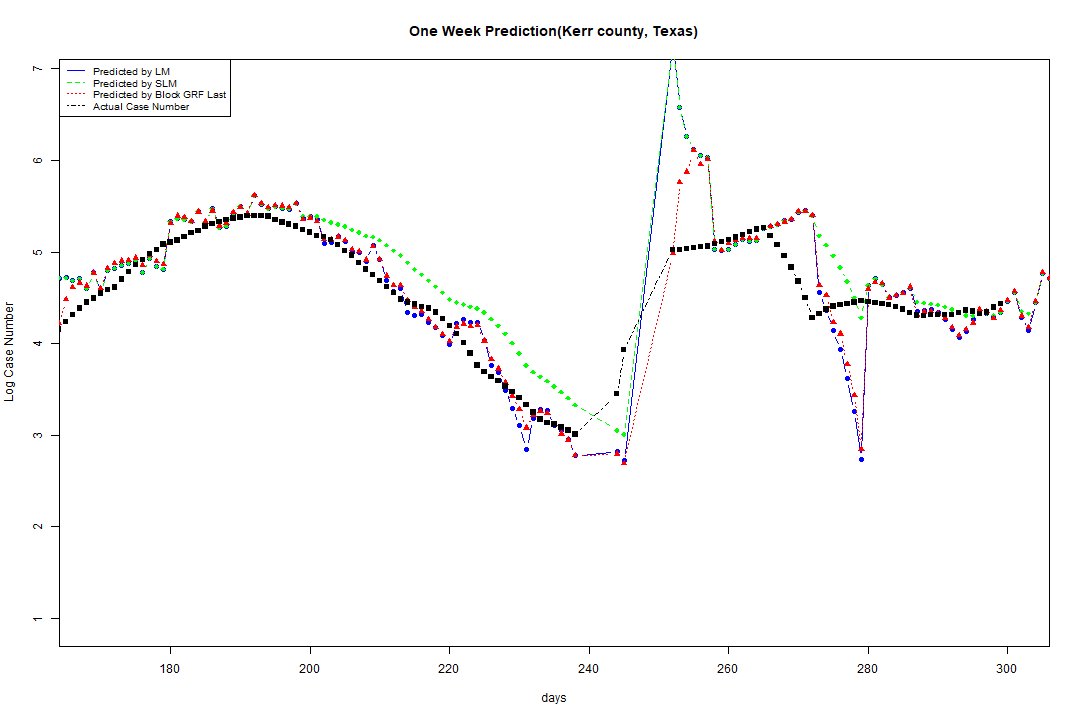 One Week Prediction(Kerr county, Texas)
Predicted by LM
Predicted by SLM
Predicted by Block GRF Last
Actual Case Number
7
6
5
4
3
2
1
Log Case Number
180 200 220 240 260 280 300
days